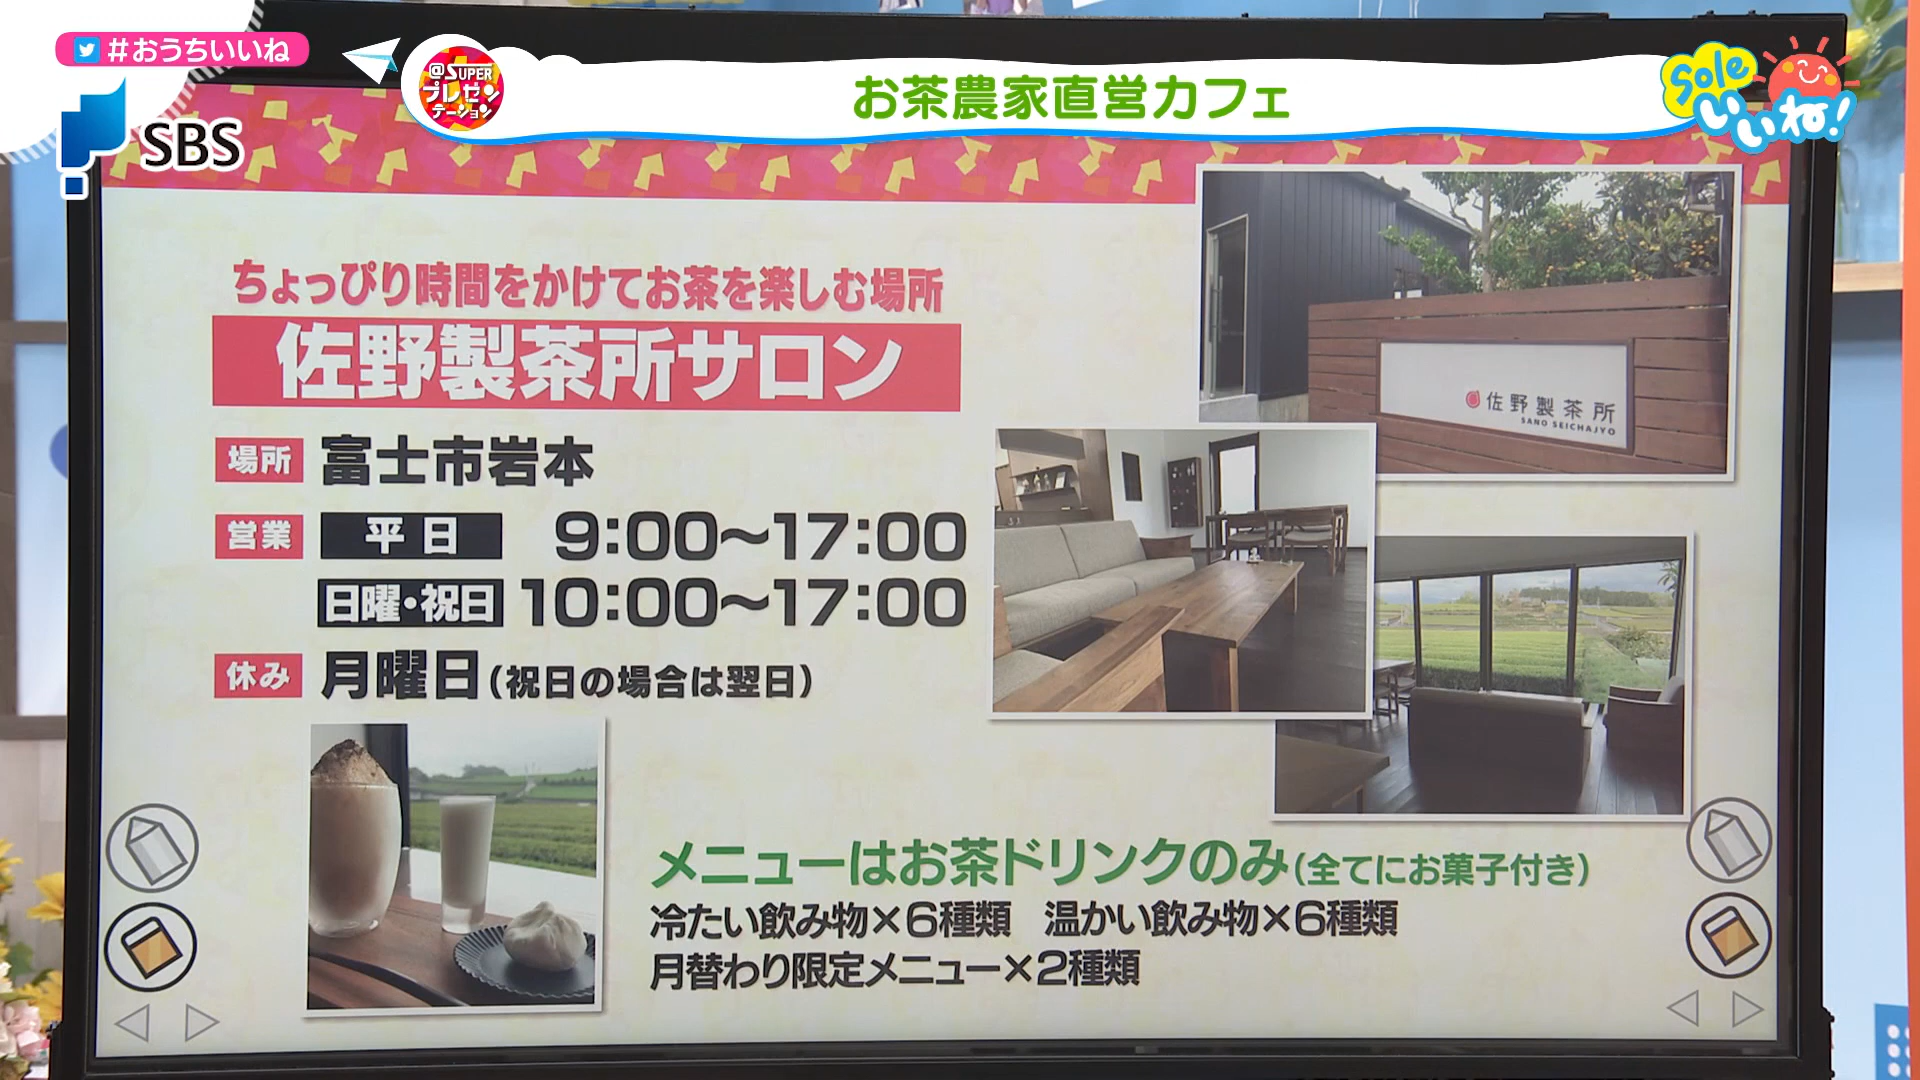 #おうちいいね
SBS
@SUPER
プレゼン
テーション
お茶農家直営カフェ
Sole
いいね!
ちょっぴり時間をかけてお茶を楽しむ場所
佐野製茶所サロン
場所 富士市岩本
営業 平日 9:00〜17:00
日曜・祝日 10:00〜17:00
休み 月曜日(祝日の場合は翌日)
佐野製茶所
SANO SEICHAJYO
メニューはお茶ドリンクのみ(全てにお菓子付き)
冷たい飲み物×6種類 温かい飲み物×6種類
月替わり限定メニュー×2種類